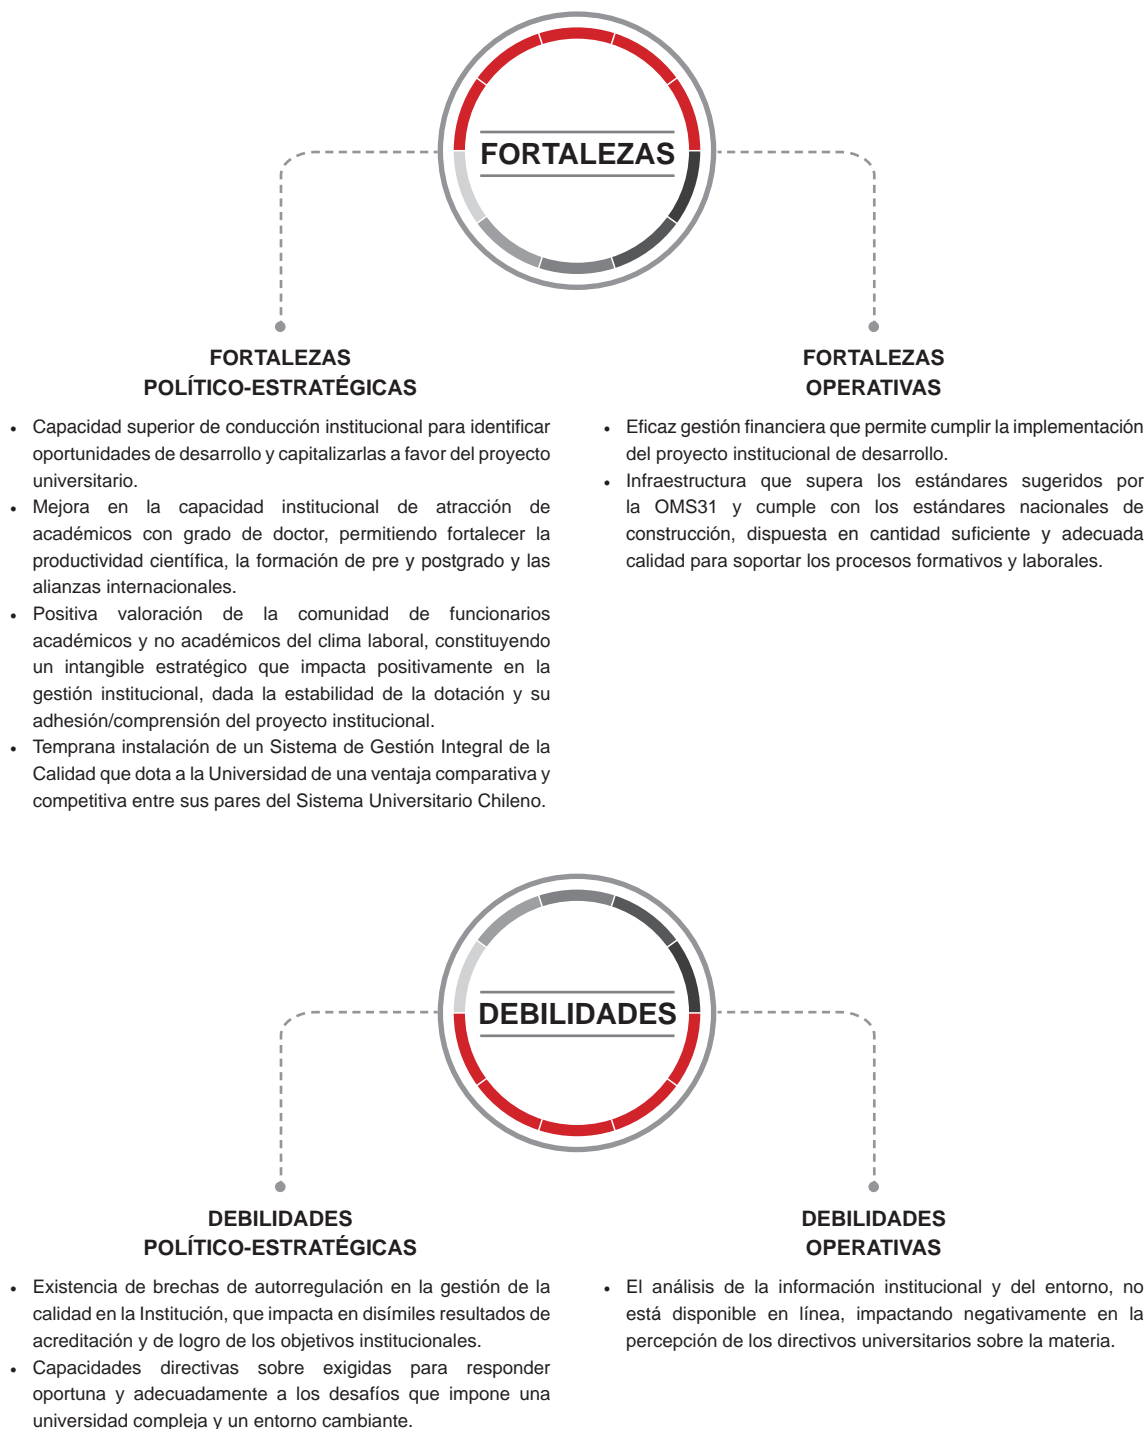 FORTALEZAS
FORTALEZAS
POLÍTICO-ESTRATÉGICAS
• Capacidad superior de conducción institucional para identificar
oportunidades de desarrollo y capitalizarlas a favor del proyecto
universitario.
• Mejora en la capacidad institucional de atracción de
académicos con grado de doctor, permitiendo fortalecer la
productividad científica, la formación de pre y postgrado y las
alianzas internacionales.
• Positiva valoración de la comunidad de funcionarios
académicos y no académicos del clima laboral, constituyendo
un intangible estratégico que impacta positivamente en la
gestión institucional, dada la estabilidad de la dotación y su
adhesión/comprensión del proyecto institucional.
• Temprana instalación de un Sistema de Gestión Integral de la
Calidad que dota a la Universidad de una ventaja comparativa y
competitiva entre sus pares del Sistema Universitario Chileno.
FORTALEZAS
OPERATIVAS
• Eficaz gestión financiera que permite cumplir la implementación
del proyecto institucional de desarrollo.
• Infraestructura que supera los estándares sugeridos por
la OMS31 y cumple con los estándares nacionales de
construcción, dispuesta en cantidad suficiente y adecuada
calidad para soportar los procesos formativos y laborales.
DEBILIDADES
DEBILIDADES
POLÍTICO-ESTRATÉGICAS
• Existencia de brechas de autorregulación en la gestión de la
calidad en la Institución, que impacta en disímiles resultados de
acreditación y de logro de los objetivos institucionales.
• Capacidades directivas sobre exigidas para responder
oportuna y adecuadamente a los desafíos que impone una
universidad compleja y un entorno cambiante.
DEBILIDADES
OPERATIVAS
• El análisis de la información institucional y del entorno, no
está disponible en línea, impactando negativamente en la
percepción de los directivos universitarios sobre la materia.